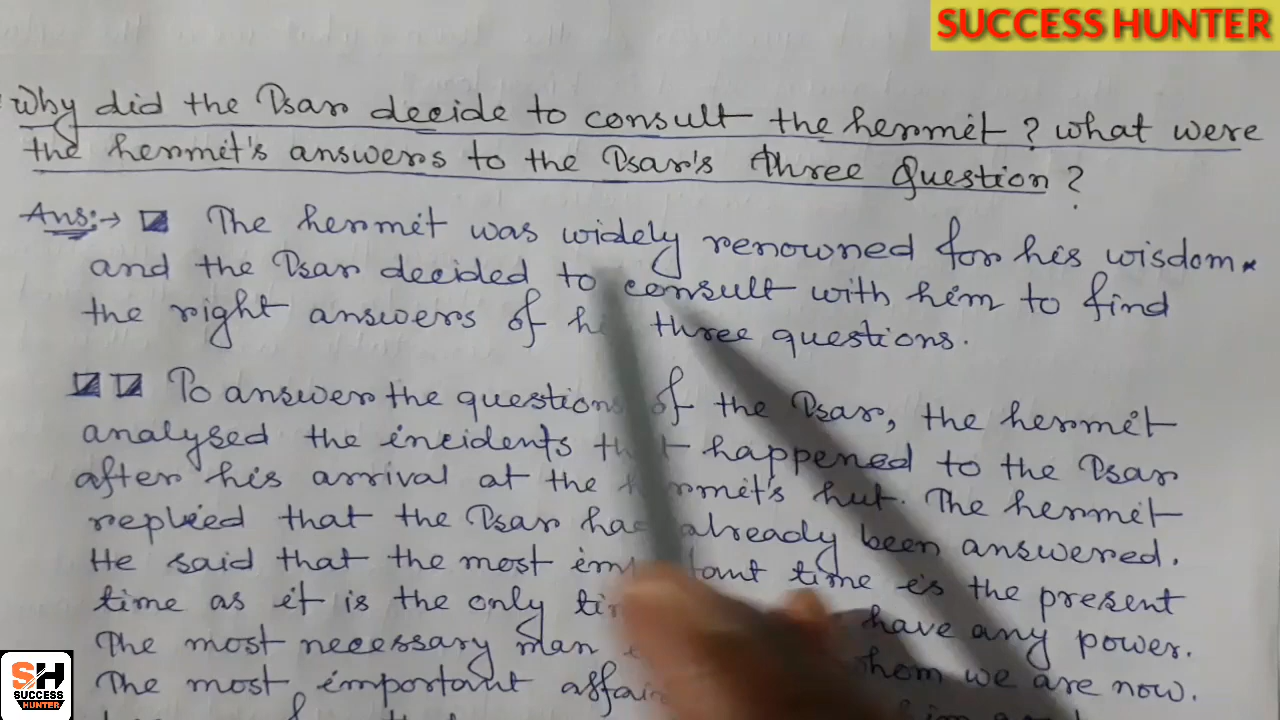 SUCCESS HUNTER
Why did the Tsar decide to consult the hermit? What were
the hermit's answers to the Tsar's three Question?
Ans:→ The hermit was widely renowned for his wisdom
and the Tsar decided to consult with him to find
the right answers of three questions.
To answer the questions of the Tsar, the hermit
analysed the incidents happened to the Tsar
after his arrival at the hermit's hut. The hermit
replied that the Tsar had already been answered.
He said that the most important time is the present
time as it is the only have any power.
The most necessary man whom we are now.
The most important affair
SH
SUCCESS
HUNTER